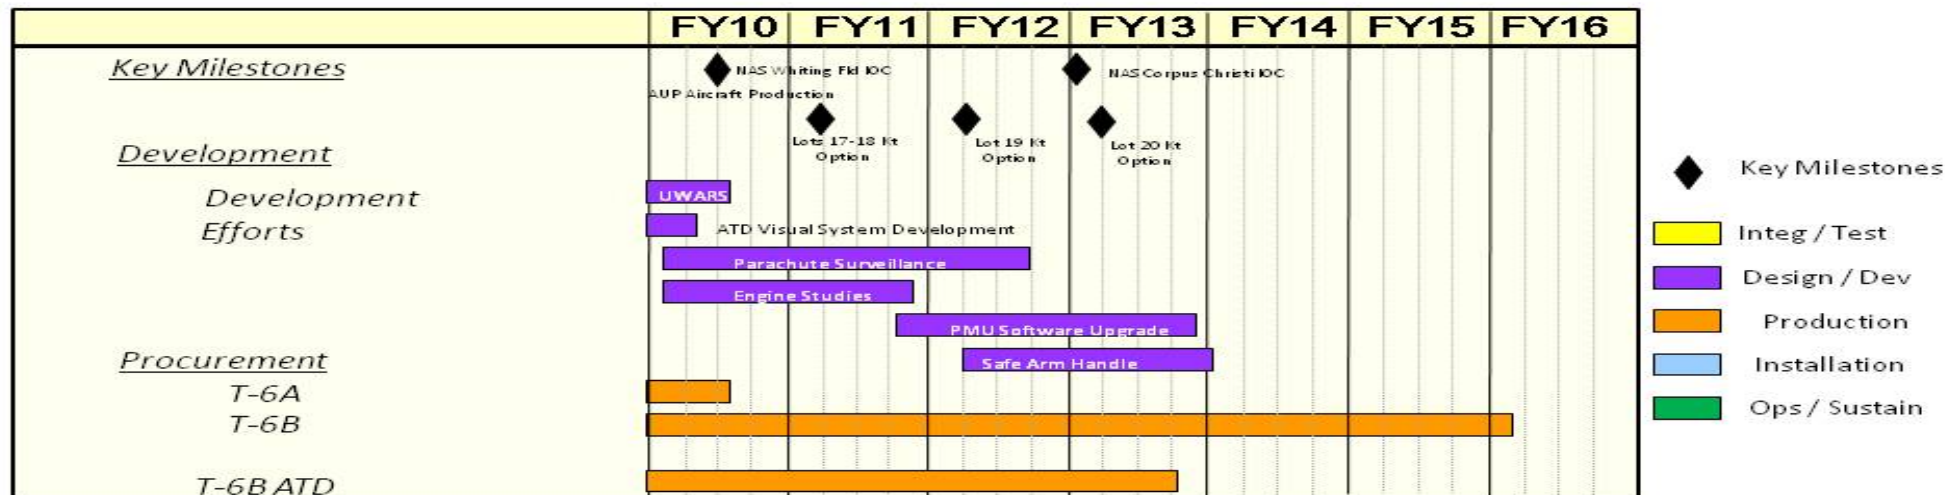 FY10 FY11 FY12 FY13 FY14 FY15 FY16
Key Milestones
NAS Whiting Fld IOC
NAS Corpus Christi IOC
AUP Aircraft Production
Lots 17-18 Kt
Option
Lot 19 Kt
Option
Lot 20 Kt
Option
Development
Development
Efforts
UWARS
ATD Visual System Development
Parachute Surveillance
Engine Studies
PMU Software Upgrade
Procurement
Safe Arm Handle
T-6A
T-6B
T-6B ATD
Key Milestones
Integ / Test
Design / Dev
Production
Installation
Ops / Sustain